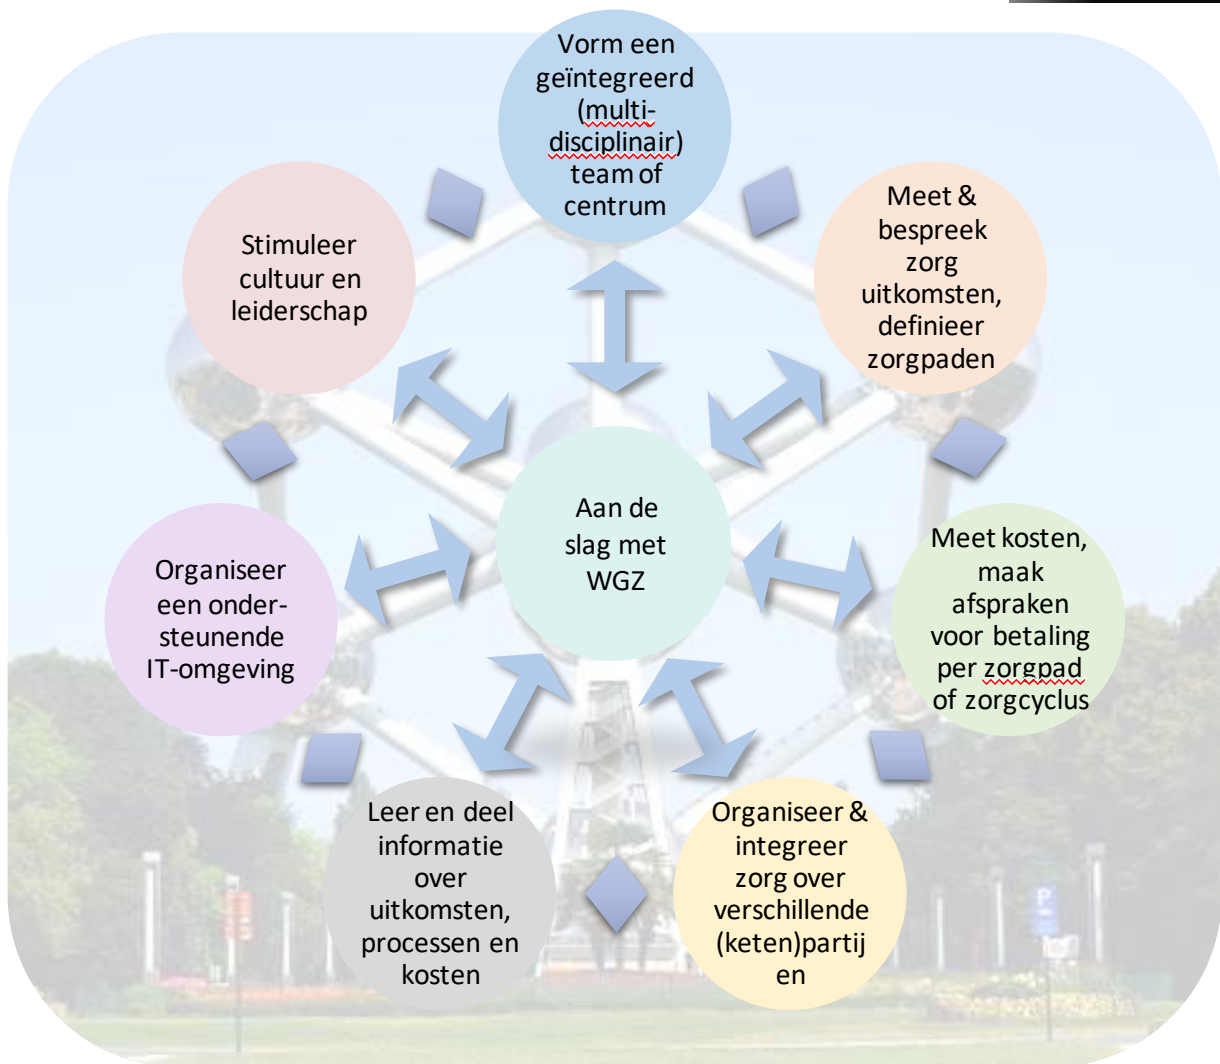 Vorm een
geïntegreerd
(multi-
disciplinair)
team of
centrum
Meet &
bespreek
zorg
uitkomsten,
definieer
zorgpaden
Meet kosten,
maak
afspraken
voor betaling
per zorgpad
of zorgcyclus
Organiseer &
integreer
zorg over
verschillende
(keten)partij
en
Leer en deel
informatie
over
uitkomsten,
processen en
kosten
Organiseer
een onder-
steunende
IT-omgeving
Stimuleer
cultuur en
leiderschap
Aan de
slag met
WGZ